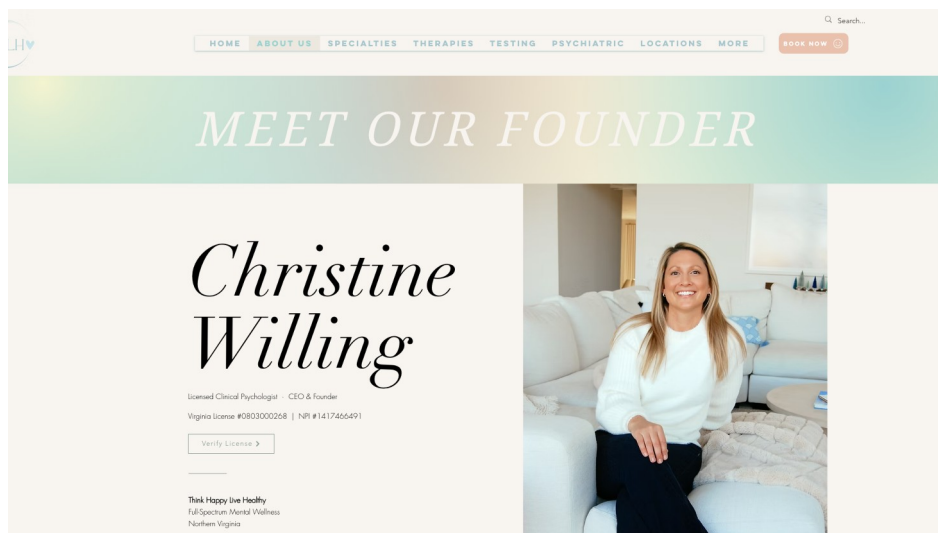 Search...
LH
HOME ABOUT US SPECIALTIES THERAPIES TESTING PSYCHIATRIC LOCATIONS MORE
BOOK NOW
MEET OUR FOUNDER
Christine
Willing
Licensed Clinical Psychologist · CEO & Founder
Virginia License #0803000268 | NPI #1417466491
Verify License >
Think Happy Live Healthy
Full-Spectrum Mental Wellness
Northern Virginia